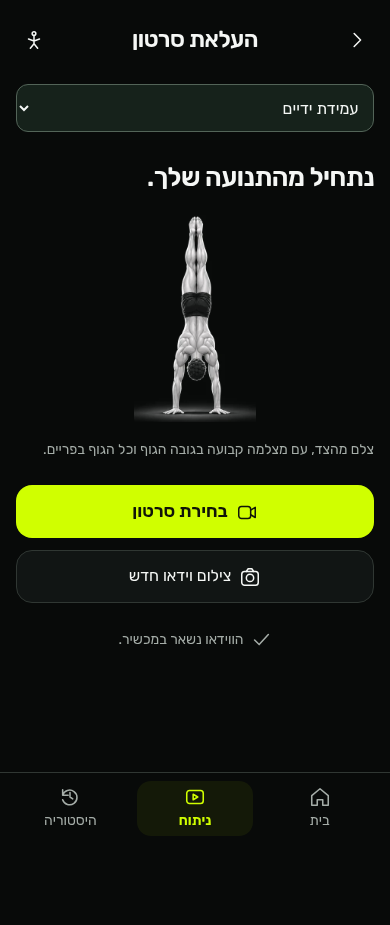 העלאת סרטון
עמידת ידיים
נתחיל מהתנועה שלך.
צלם מהצד, עם מצלמה קבועה בגובה הגוף וכל הגוף בפריים.
בחירת סרטון
צילום וידאו חדש
הווידאו נשאר במכשיר.
בית
ניתוח
היסטוריה